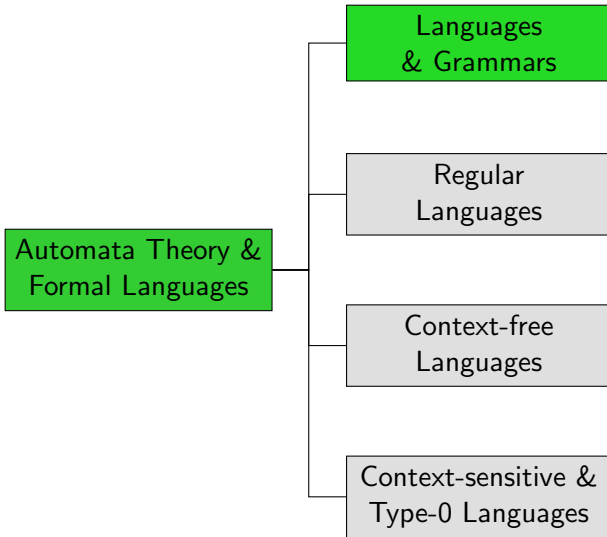 Languages
& Grammars
Regular
Languages
Automata Theory &
Formal Languages
Context-free
Languages
Context-sensitive &
Type-0 Languages